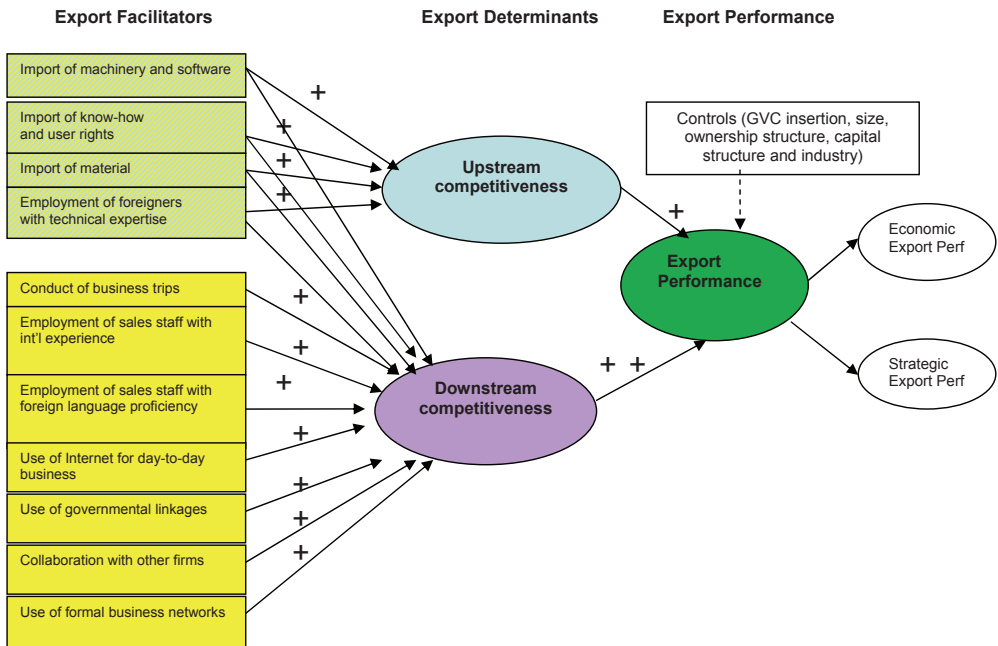 Export Facilitators
Export Determinants
Export Performance
Import of machinery and software
Import of know-how
and user rights
Import of material
Employment of foreigners
with technical expertise
Conduct of business trips
Employment of sales staff with
int'l experience
Employment of sales staff with
foreign language proficiency
Use of Internet for day-to-day
business
Use of governmental linkages
Collaboration with other firms
Use of formal business networks
+
+
+
+
+
+
+
+
+
+
+
Upstream
competitiveness
Downstream
competitiveness
+
+ +
Controls (GVC insertion, size,
ownership structure, capital
structure and industry)
Export
Performance
Economic
Export Perf
Strategic
Export Perf